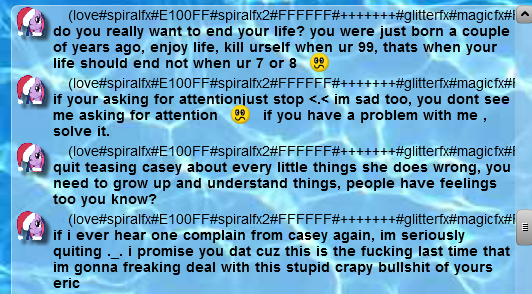 (love#spiralfx#E100FF#spiralfx2#FFFFFF#+++++++#glitterfx#magicfx#
do you really want to end your life? you were just born a couple
of years ago, enjoy life, kill urself when ur 99, thats when your
life should end not when ur 7 or 8
(love#spiralfx#E100FF#spiralfx2#FFFFFF#+++++++#glitterfx#magicfx#
if your asking for attentionjust stop <.< im sad too, you dont see
me asking for attention if you have a problem with me ,
solve it.
(love#spiralfx#E100FF#spiralfx2#FFFFFF#+++++++#glitterfx#magicfx#
quit teasing casey about every little things she does wrong, you
need to grow up and understand things, people have feelings
too you know?
(love#spiralfx#E100FF#spiralfx2#FFFFFF#+++++++#glitterfx#magicfx#
if i ever hear one complain from casey again, im seriously
quiting ._. i promise you dat cuz this is the fucking last time that
im gonna freaking deal with this stupid crapy bullshit of yours
eric